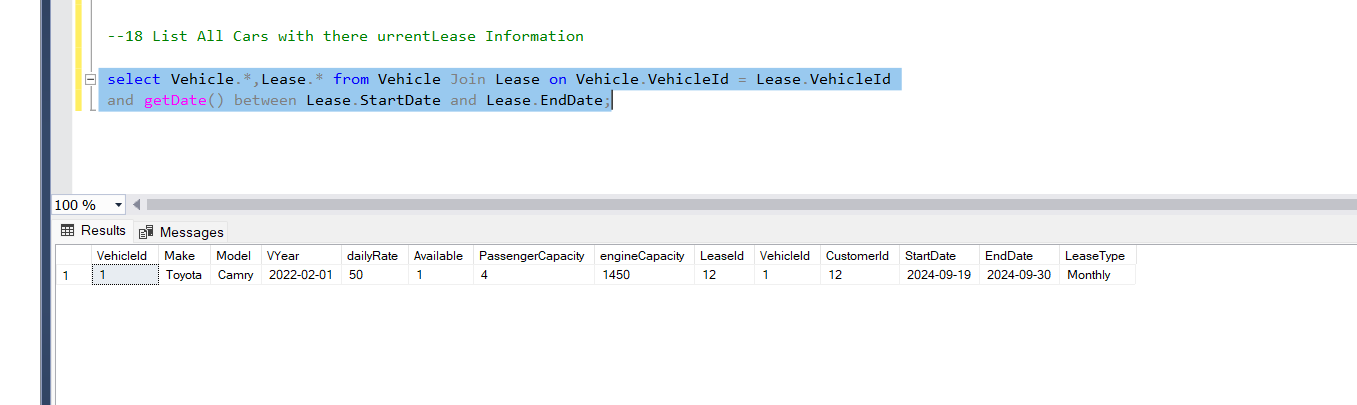 --18 List All Cars with there urrentLease Information
select Vehicle.*,Lease.* from Vehicle Join Lease on Vehicle.VehicleId = Lease.VehicleId
and getDate() between Lease.StartDate and Lease.EndDate;
100 %
Results Messages
VehicleId Make Model VYear dailyRate Available PassengerCapacity engineCapacity LeaseId VehicleId CustomerId StartDate EndDate LeaseType
1 1 Toyota Camry 2022-02-01 50 1 4 1450 12 1 12 2024-09-19 2024-09-30 Monthly